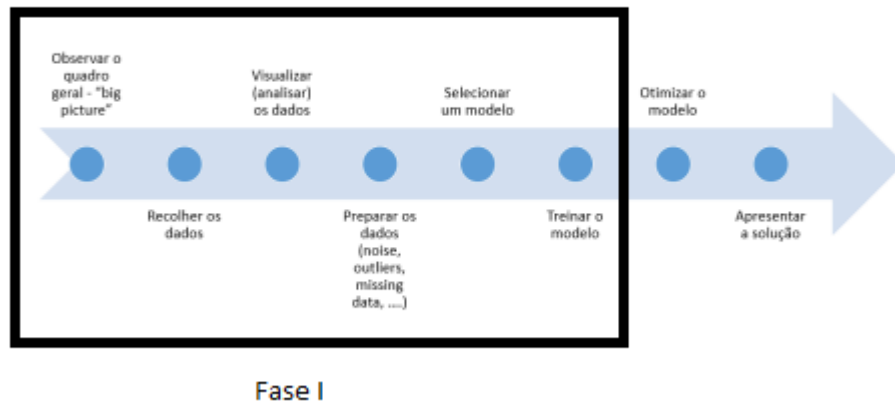 Observar o
quadro
geral - "big
picture"
Recolher os
dados
Visualizar
(analisar)
os dados
Preparar os
dados
(noise,
outliers,
missing
data, ....)
Selecionar
um modelo
Treinar o
modelo
Otimizar o
modelo
Apresentar
a solução
Fase I